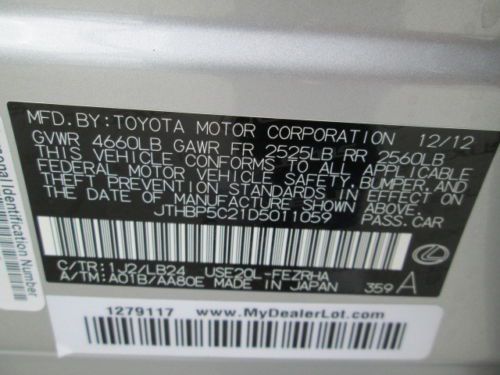 MFD. BY: TOYOTA MOTOR CORPORATION 12/12
GVWR 4660LB GAWR FR 2525LB RR 2560LB
THIS VEHICLE CONFORMS TO ALL APPLICABLE
FEDERAL MOTOR VEHICLE SAFETY, BUMPER, AND
THEFT PREVENTION STANDARDS IN EFFECT ON
THE DATE OF MANUFACTURE SHOWN ABOVE.
JTHBP5C21D5011059 PASS. CAR
C/TR: 1J2/LB24 USE20L-FEZRHA
A/TM: A01B/AA80E MADE IN JAPAN 359 A
1279117 www.MyDealerLot.com
Identification Number